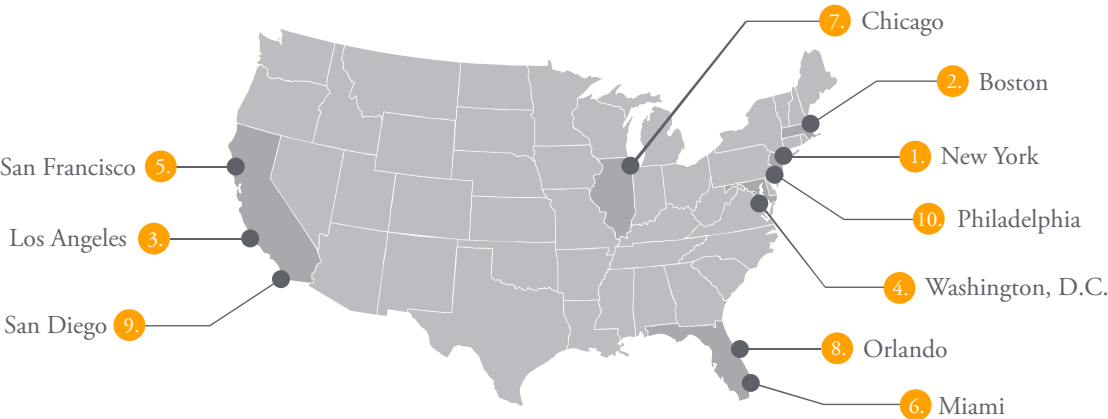 7. Chicago
2. Boston
1. New York
San Francisco 5.
10. Philadelphia
Los Angeles 3.
4. Washington, D.C.
San Diego 9.
8. Orlando
6. Miami